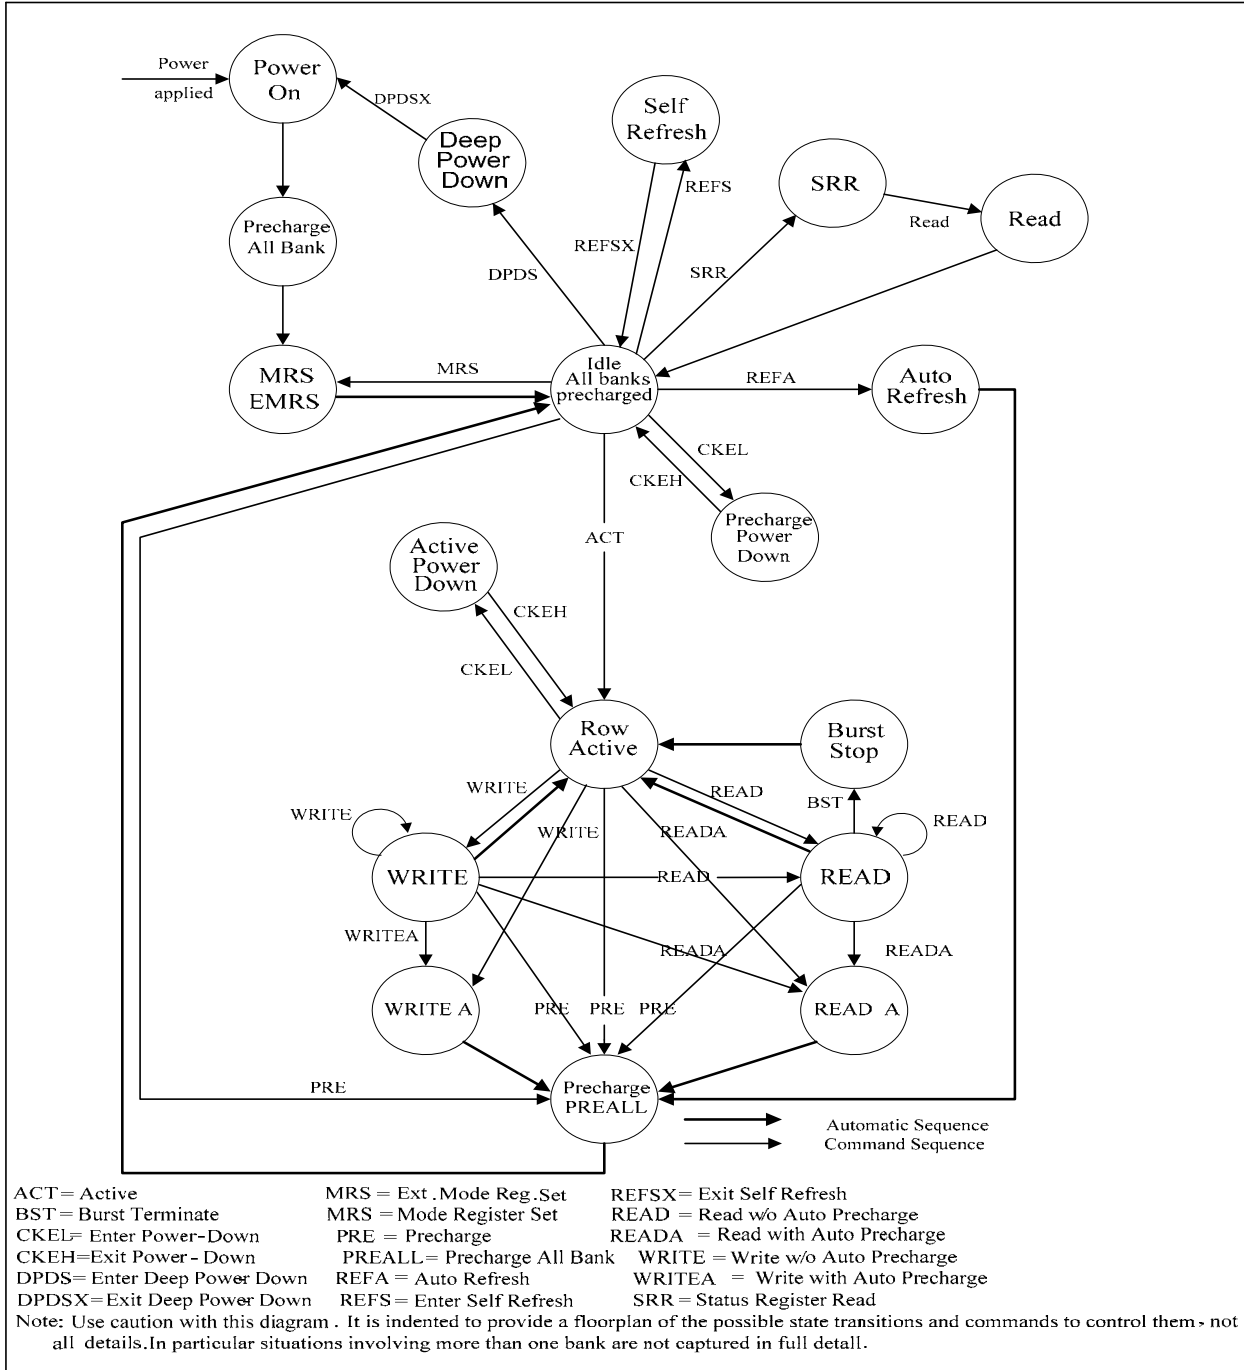 Power
applied
Power
On
DPDSX
Deep
Power
Down
Self
Refresh
REFS
SRR
Read
Read
Precharge
All Bank
REFSX
DPDS
SRR
MRS
EMRS
MRS
Idle
All banks
precharged
REFA
Auto
Refresh
CKEL
CKEH
Precharge
Power
Down
ACT
Active
Power
Down
CKEH
CKEL
Row
Active
Burst
Stop
WRITE
READ
BST
WRITE
WRITE
READA
READ
WRITE
READ
READ
WRITEA
READA
READA
WRITE A
PRE
PRE
PRE
READ A
PRE
Precharge
PREALL
Automatic Sequence
Command Sequence
ACT= Active MRS = Ext .Mode Reg.Set REFSX= Exit Self Refresh
BST= Burst Terminate MRS = Mode Register Set READ = Read w/o Auto Precharge
CKEL= Enter Power-Down PRE = Precharge READA = Read with Auto Precharge
CKEH=Exit Power-Down PREALL= Precharge All Bank WRITE = Write w/o Auto Precharge
DPDS= Enter Deep Power Down REFA = Auto Refresh WRITEA = Write with Auto Precharge
DPDSX=Exit Deep Power Down REFS = Enter Self Refresh SRR = Status Register Read
Note: Use caution with this diagram . It is indented to provide a floorplan of the possible state transitions and commands to control them, not
all details.In particular situations involving more than one bank are not captured in full detall.